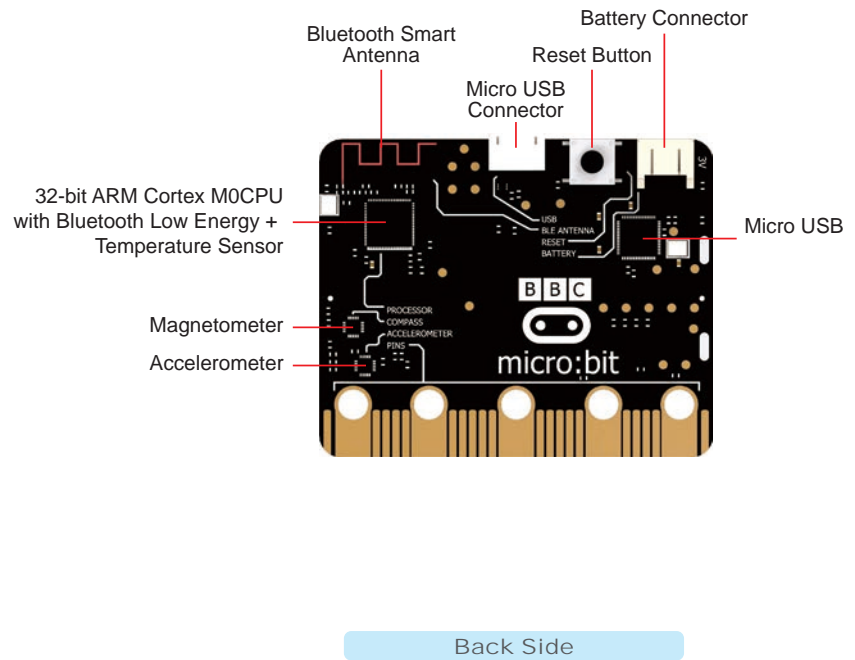 Battery Connector
Bluetooth Smart
Antenna
Reset Button
Micro USB
Connector
3V
32-bit ARM Cortex M0CPU
with Bluetooth Low Energy +
Temperature Sensor
USB
BLE ANTENNA
RESET
BATTERY
Micro USB
BBC
PROCESSOR
COMPASS
ACCELEROMETER
PINS
Magnetometer
Accelerometer
micro:bit
Back Side